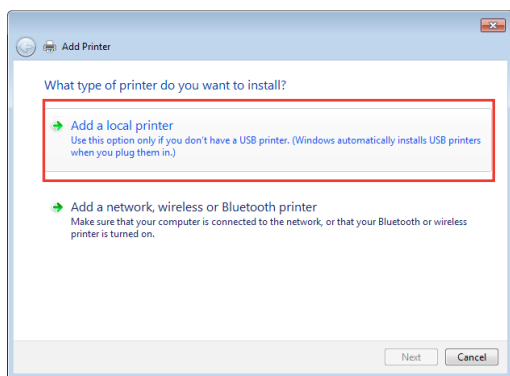 Add Printer
What type of printer do you want to install?
Add a local printer
Use this option only if you don't have a USB printer. (Windows automatically installs USB printers
when you plug them in.)
Add a network, wireless or Bluetooth printer
Make sure that your computer is connected to the network, or that your Bluetooth or wireless
printer is turned on.
Next Cancel